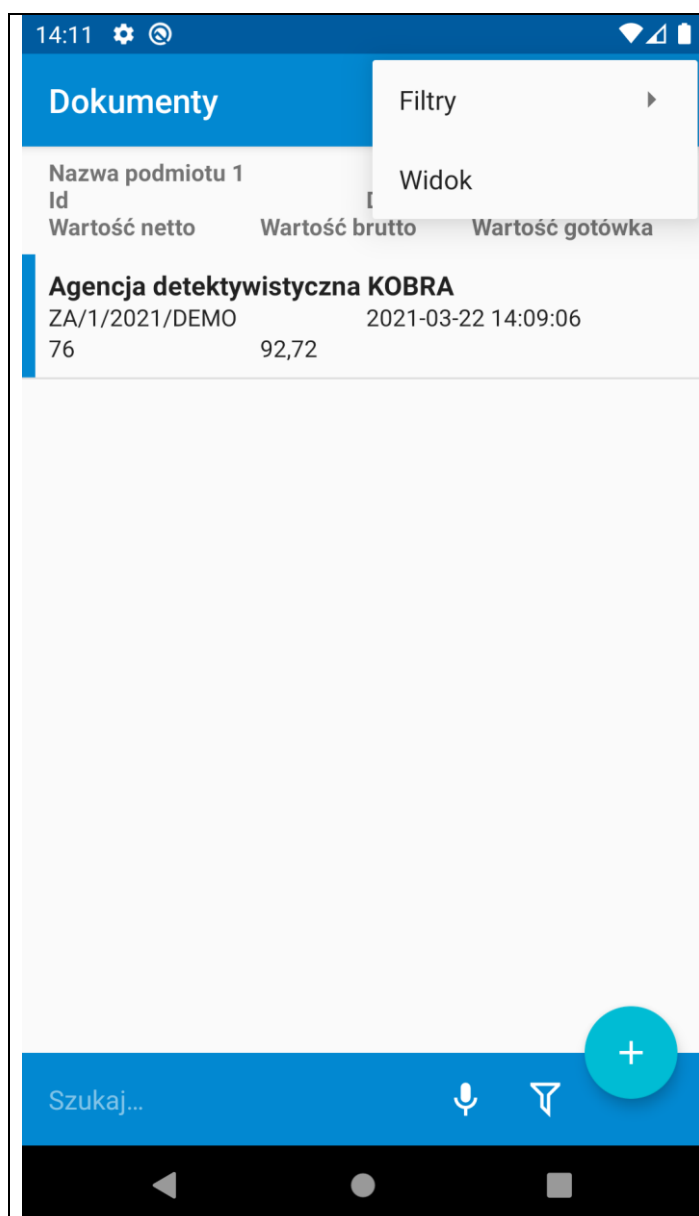 14:11
Dokumenty
Filtry
Widok
Nazwa podmiotu 1
Id
Wartość netto Wartość brutto Wartość gotówka
Agencja detektywistyczna KOBRA
ZA/1/2021/DEMO 2021-03-22 14:09:06
76 92,72
+
Szukaj...